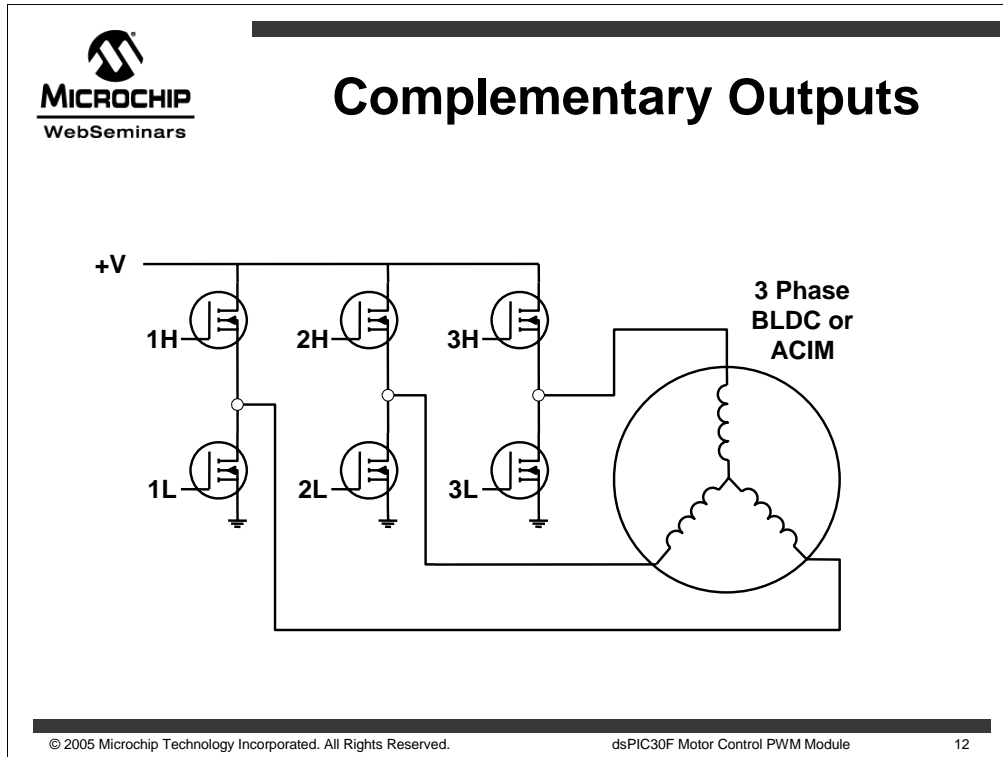 MICROCHIP
WebSeminars
Complementary Outputs
+V
1H
2H
3H
3 Phase
BLDC or
ACIM
1L
2L
3L
© 2005 Microchip Technology Incorporated. All Rights Reserved.
dsPIC30F Motor Control PWM Module
12